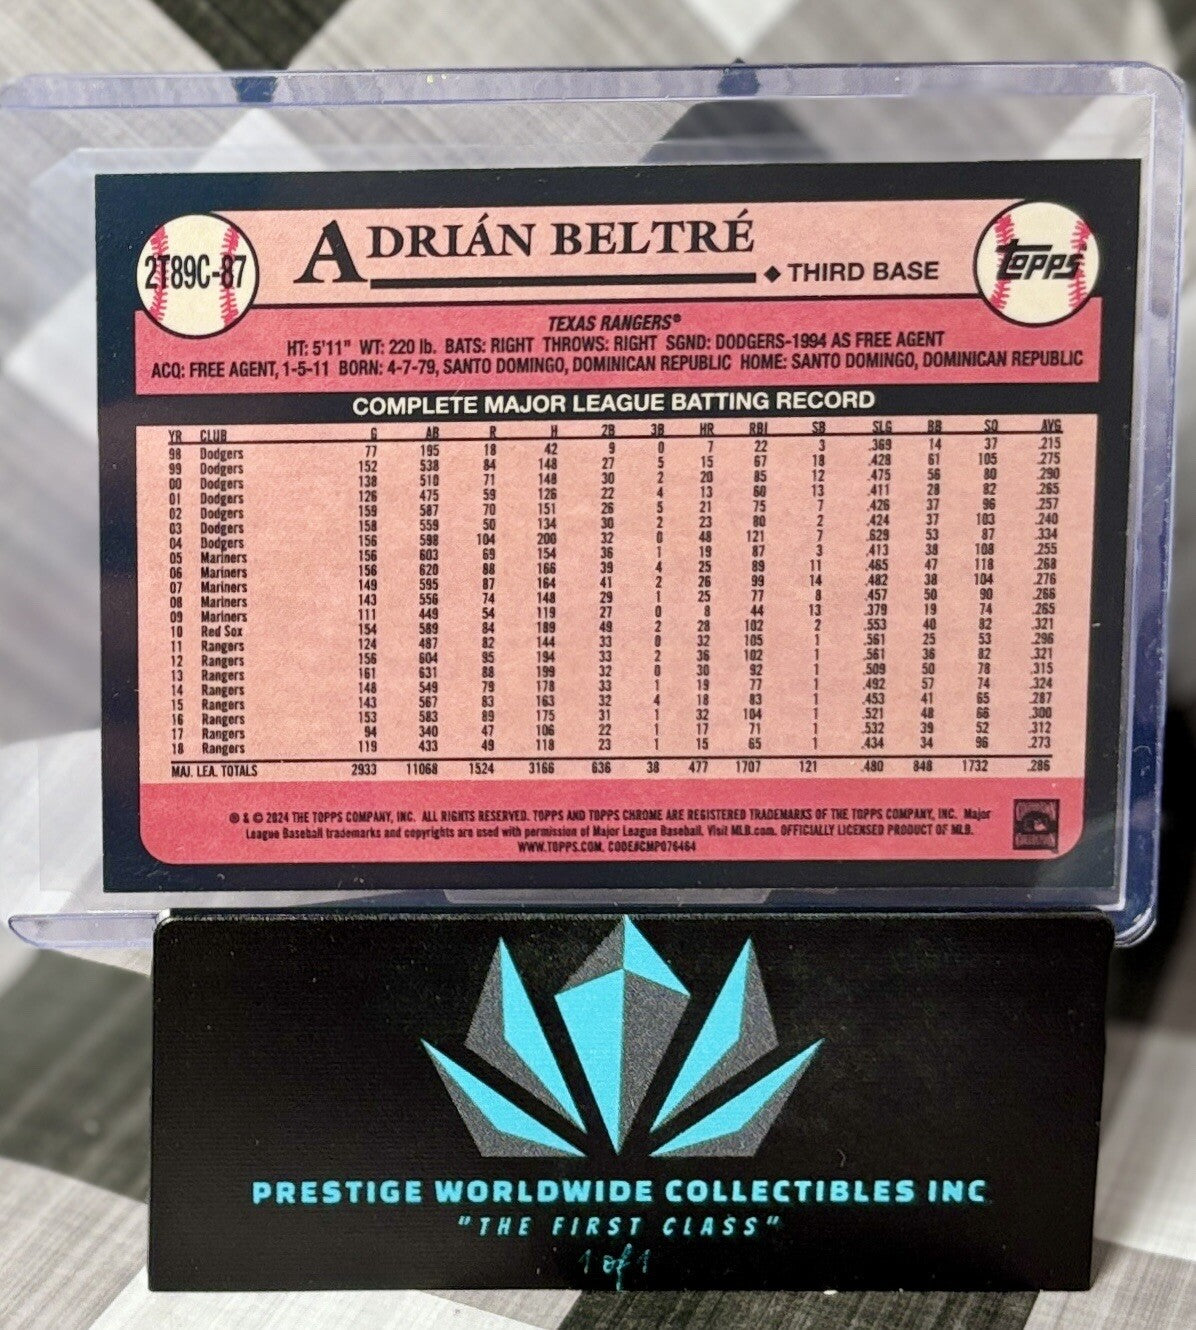 2T89C-87
ADRIÁN BELTRÉ
THIRD BASE
TOPPS
TEXAS RANGERS®
HT: 5'11" WT: 220 lb. BATS: RIGHT THROWS: RIGHT SGND: DODGERS-1994 AS FREE AGENT
ACQ: FREE AGENT, 1-5-11 BORN: 4-7-79, SANTO DOMINGO, DOMINICAN REPUBLIC HOME: SANTO DOMINGO, DOMINICAN REPUBLIC
COMPLETE MAJOR LEAGUE BATTING RECORD
YR CLUB G AB R H 2B 3B HR RBI SB SLG BB SO AVG
98 Dodgers 77 195 18 42 9 0 7 22 3 .369 14 37 .215
99 Dodgers 152 538 84 148 27 5 15 67 18 .428 61 105 .275
00 Dodgers 138 510 71 148 30 2 20 85 12 .475 56 80 .290
01 Dodgers 126 475 59 126 22 4 13 60 13 .411 28 82 .265
02 Dodgers 159 587 70 151 26 5 21 75 7 .426 37 96 .257
03 Dodgers 158 559 50 134 30 2 23 80 2 .424 37 103 .240
04 Dodgers 156 598 104 200 32 0 48 121 7 .629 53 87 .334
05 Mariners 156 603 69 154 36 1 19 87 3 .413 38 108 .255
06 Mariners 156 620 88 166 39 4 25 89 11 .465 47 118 .268
07 Mariners 149 595 87 164 41 2 26 99 14 .482 38 104 .276
08 Mariners 143 556 74 148 29 1 25 77 8 .457 50 90 .266
09 Mariners 111 449 54 119 27 0 8 44 13 .379 19 74 .265
10 Red Sox 154 589 84 189 49 2 28 102 2 .553 40 82 .321
11 Rangers 124 487 82 144 33 0 32 105 1 .561 25 53 .296
12 Rangers 156 604 95 194 33 2 36 102 1 .561 36 82 .321
13 Rangers 161 631 88 199 32 0 30 92 1 .509 50 78 .315
14 Rangers 148 549 79 178 33 1 19 77 1 .492 57 74 .324
15 Rangers 143 567 83 163 32 4 18 83 1 .453 41 65 .287
16 Rangers 153 583 89 175 31 1 32 104 1 .521 48 66 .300
17 Rangers 94 340 47 106 22 1 17 71 1 .532 39 52 .312
18 Rangers 119 433 49 118 23 1 15 65 1 .434 34 96 .273
MAJ. LEA. TOTALS 2933 11068 1524 3166 636 38 477 1707 121 .480 848 1732 .286
® & © 2024 THE TOPPS COMPANY, INC. ALL RIGHTS RESERVED. TOPPS AND TOPPS CHROME ARE REGISTERED TRADEMARKS OF THE TOPPS COMPANY, INC. Major
League Baseball trademarks and copyrights are used with permission of Major League Baseball. Visit MLB.com. OFFICIALLY LICENSED PRODUCT OF MLB.
WWW.TOPPS.COM. CODE#CMP076464
PRESTIGE WORLDWIDE COLLECTIBLES INC
"THE FIRST CLASS"
1 of 1